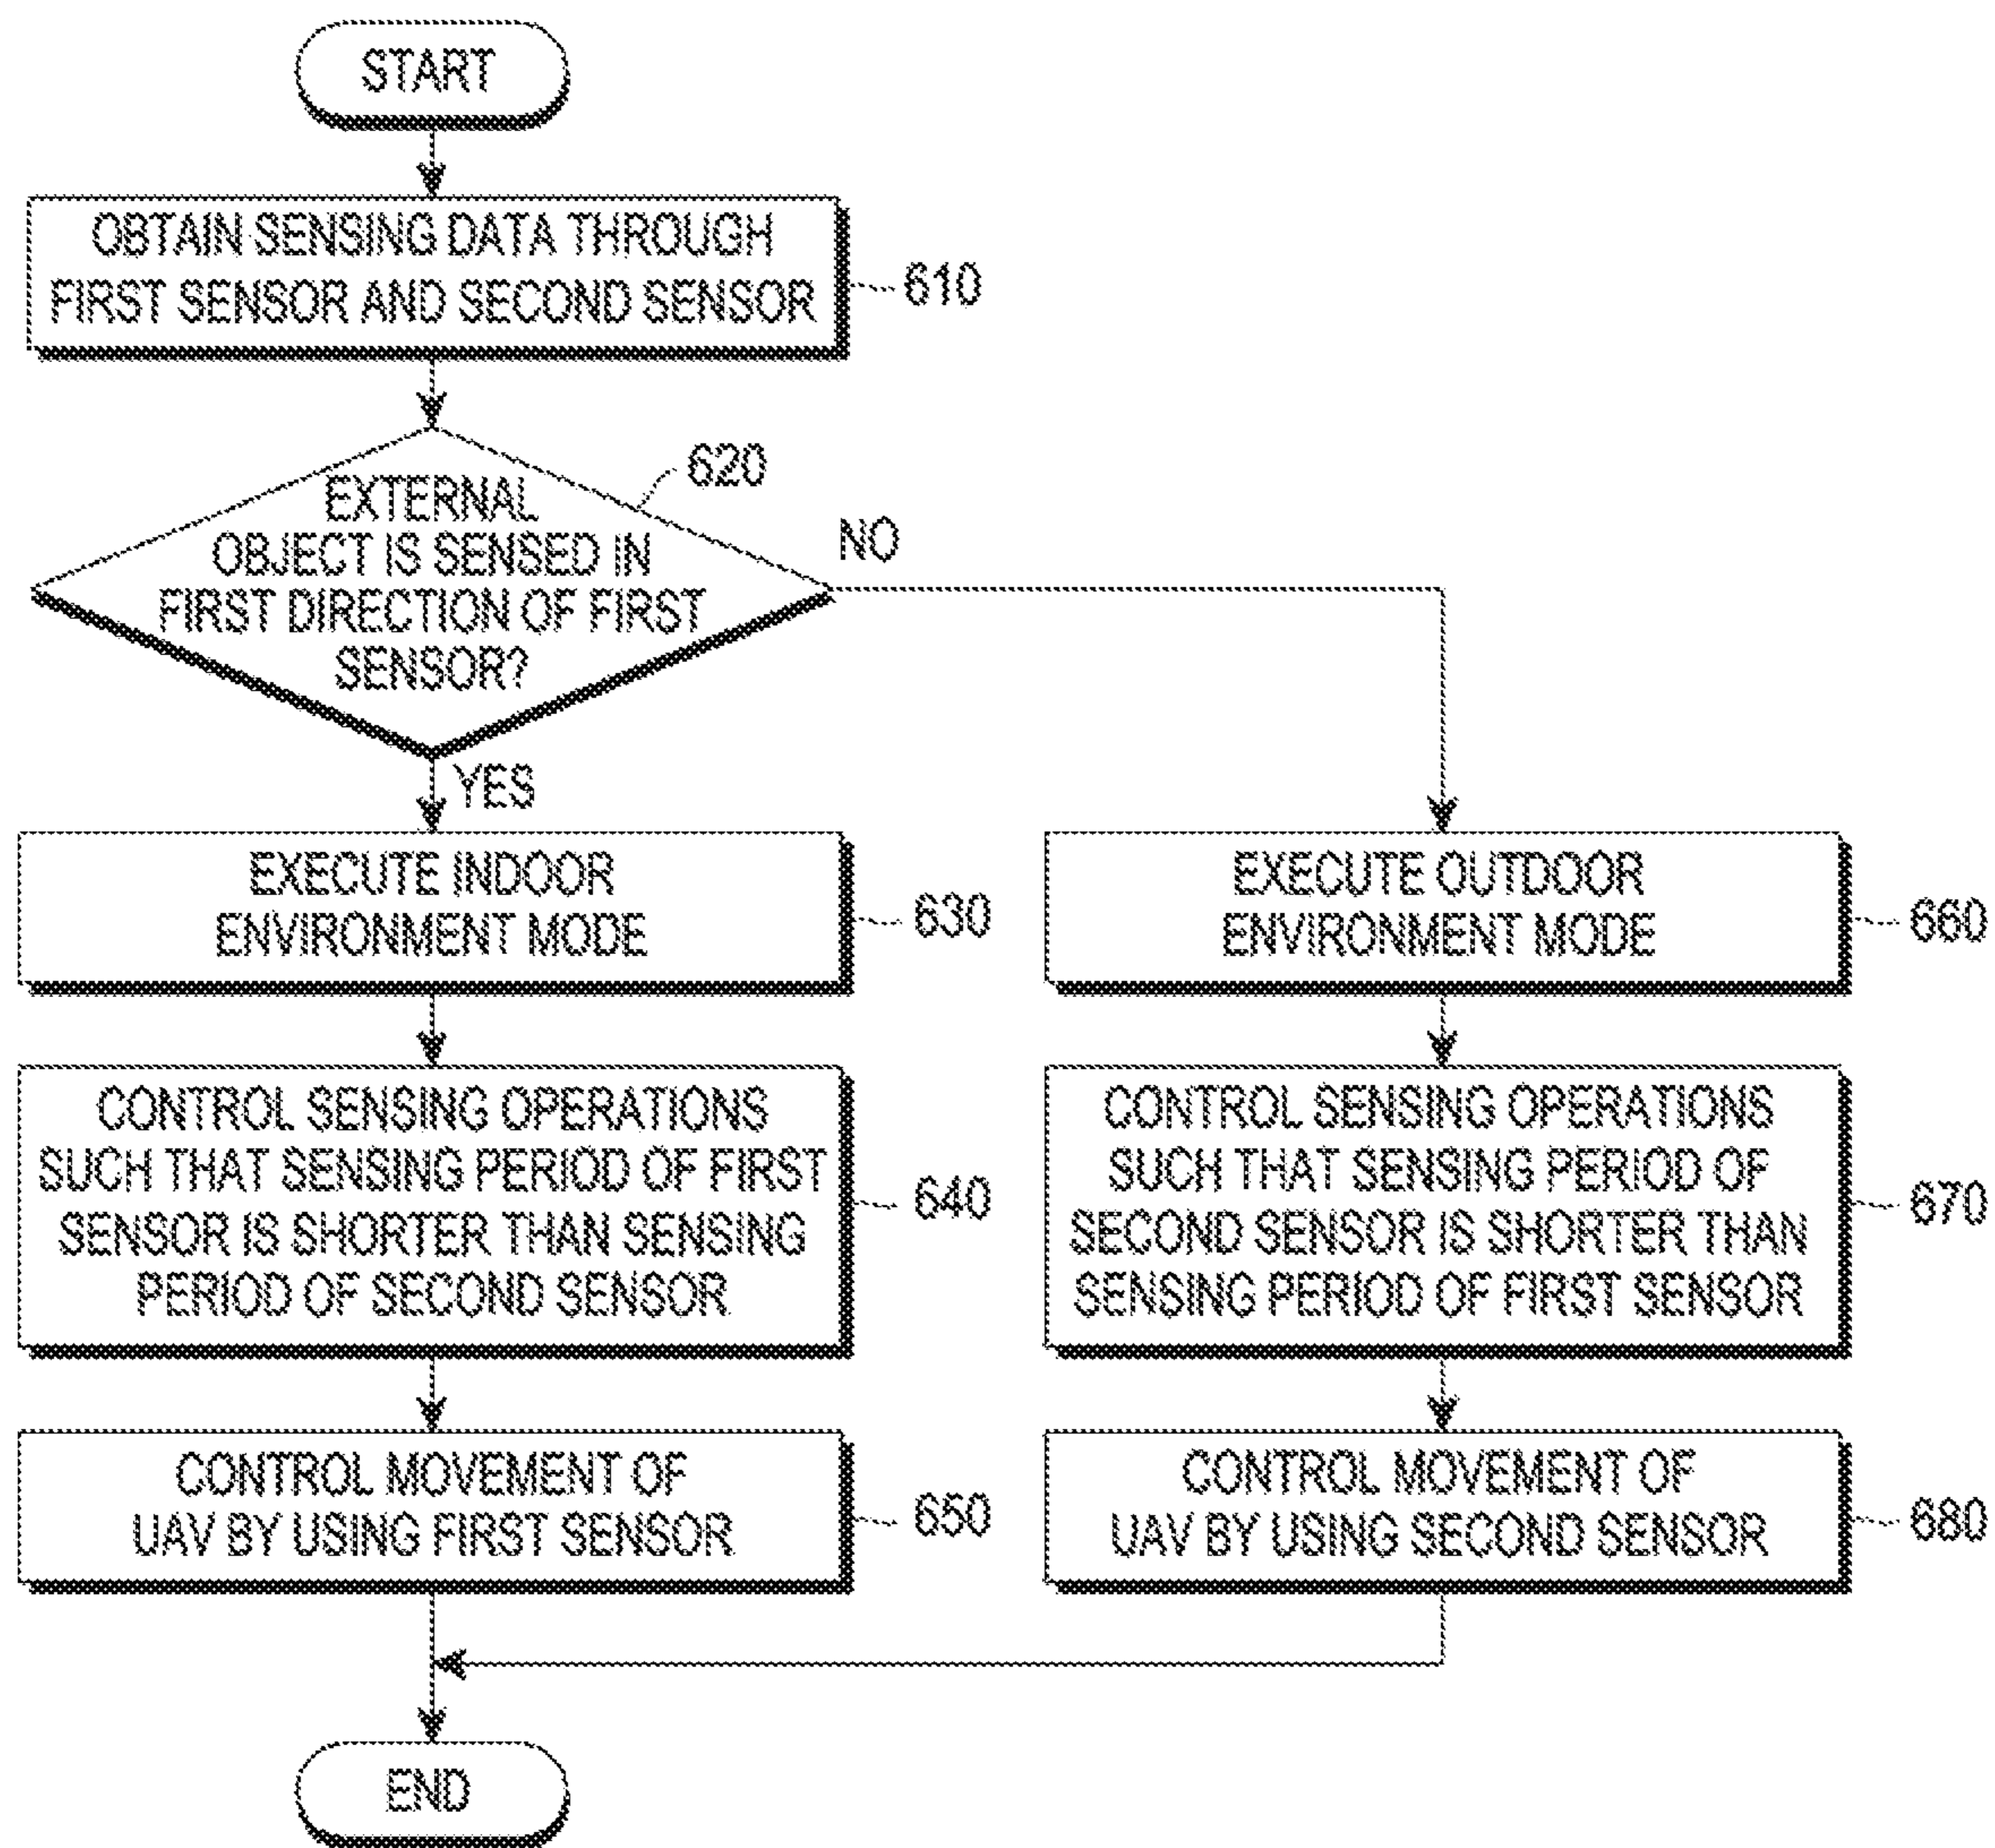 START
OBTAIN SENSING DATA THROUGH
FIRST SENSOR AND SECOND SENSOR
610
620
EXTERNAL
OBJECT IS SENSED IN
FIRST DIRECTION OF FIRST
SENSOR?
NO
YES
EXECUTE INDOOR
ENVIRONMENT MODE
630
EXECUTE OUTDOOR
ENVIRONMENT MODE
660
CONTROL SENSING OPERATIONS
SUCH THAT SENSING PERIOD OF FIRST
SENSOR IS SHORTER THAN SENSING
PERIOD OF SECOND SENSOR
640
CONTROL SENSING OPERATIONS
SUCH THAT SENSING PERIOD OF
SECOND SENSOR IS SHORTER THAN
SENSING PERIOD OF FIRST SENSOR
670
CONTROL MOVEMENT OF
UAV BY USING FIRST SENSOR
650
CONTROL MOVEMENT OF
UAV BY USING SECOND SENSOR
680
END